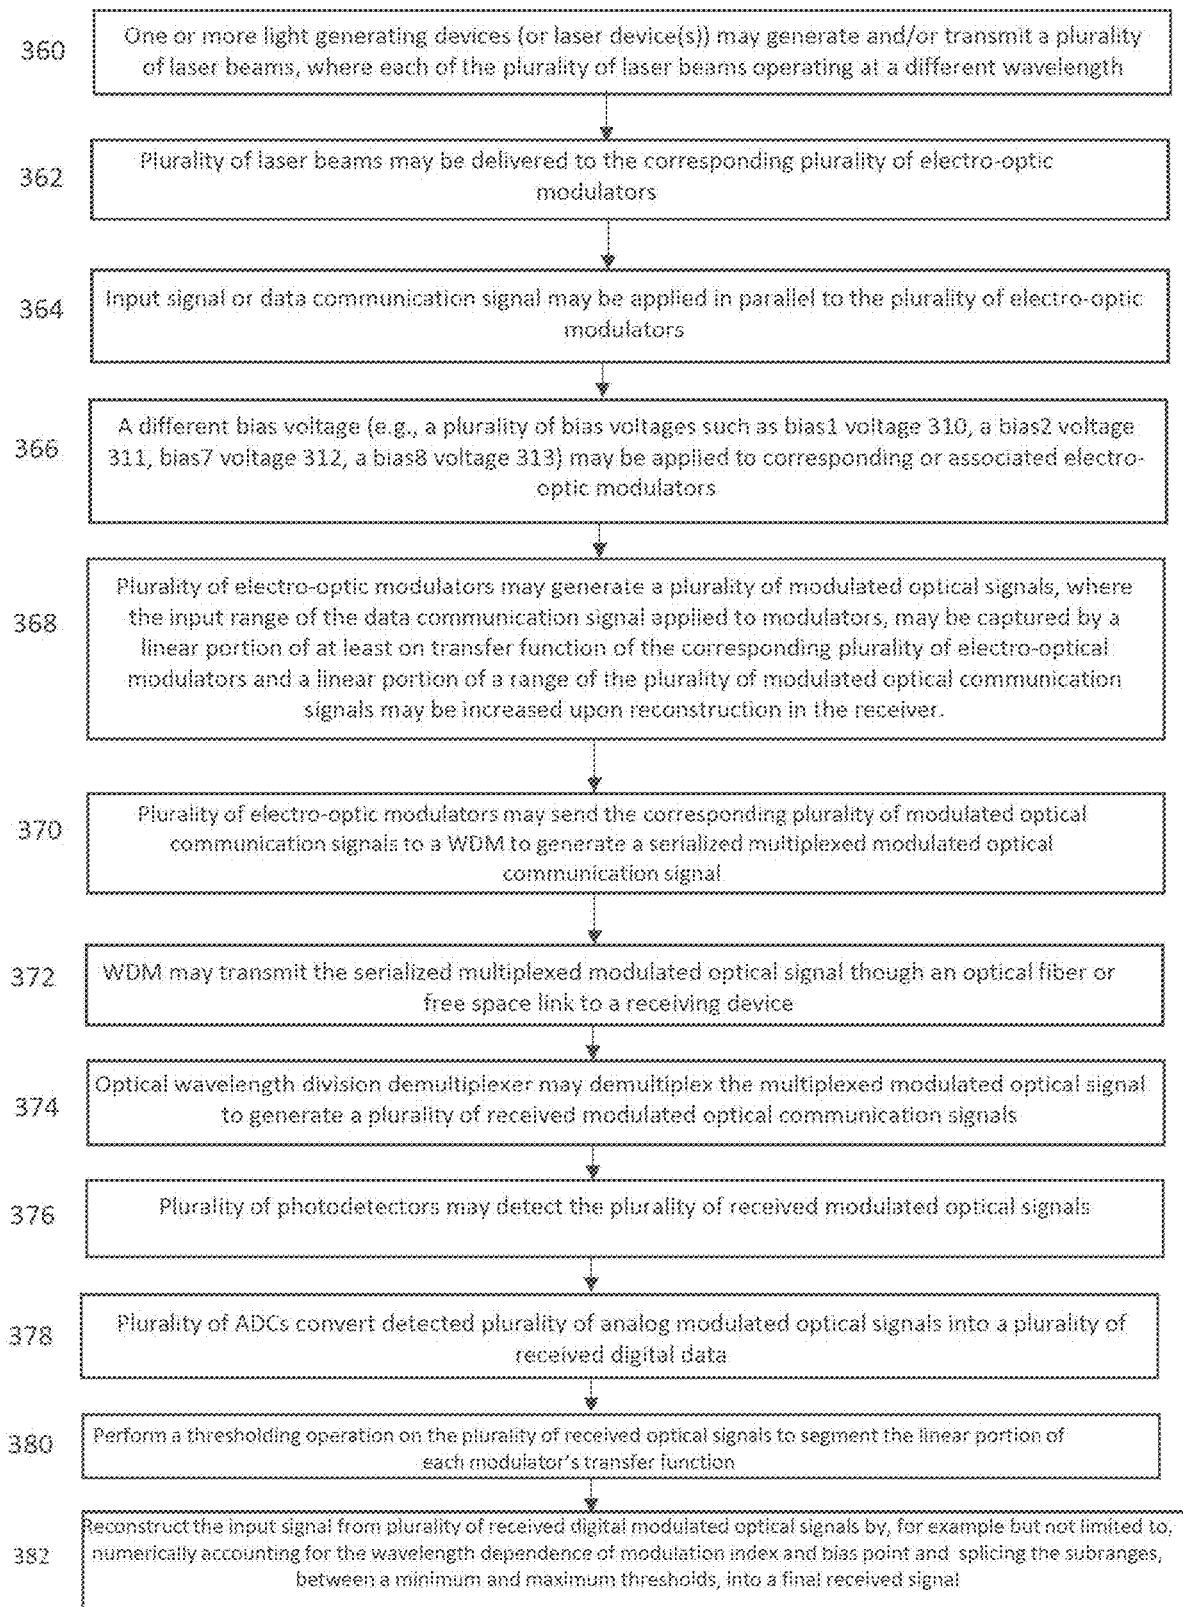 360
One or more light generating devices (or laser device(s)) may generate and/or transmit a plurality
of laser beams, where each of the plurality of laser beams operating at a different wavelength
362
Plurality of laser beams may be delivered to the corresponding plurality of electro-optic
modulators
364
Input signal or data communication signal may be applied in parallel to the plurality of electro-optic
modulators
366
A different bias voltage (e.g., a plurality of bias voltages such as bias1 voltage 310, a bias2 voltage
311, bias7 voltage 312, a bias8 voltage 313) may be applied to corresponding or associated electro-
optic modulators
368
Plurality of electro-optic modulators may generate a plurality of modulated optical signals, where
the input range of the data communication signal applied to modulators, may be captured by a
linear portion of at least on transfer function of the corresponding plurality of electro-optical
modulators and a linear portion of a range of the plurality of modulated optical communication
signals may be increased upon reconstruction in the receiver.
370
Plurality of electro-optic modulators may send the corresponding plurality of modulated optical
communication signals to a WDM to generate a serialized multiplexed modulated optical
communication signal
372
WDM may transmit the serialized multiplexed modulated optical signal though an optical fiber or
free space link to a receiving device
374
Optical wavelength division demultiplexer may demultiplex the multiplexed modulated optical signal
to generate a plurality of received modulated optical communication signals
376
Plurality of photodetectors may detect the plurality of received modulated optical signals
378
Plurality of ADCs convert detected plurality of analog modulated optical signals into a plurality of
received digital data
380
Perform a thresholding operation on the plurality of received optical signals to segment the linear portion of
each modulator's transfer function
382
Reconstruct the input signal from plurality of received digital modulated optical signals by, for example but not limited to,
numerically accounting for the wavelength dependence of modulation index and bias point and splicing the subranges,
between a minimum and maximum thresholds, into a final received signal